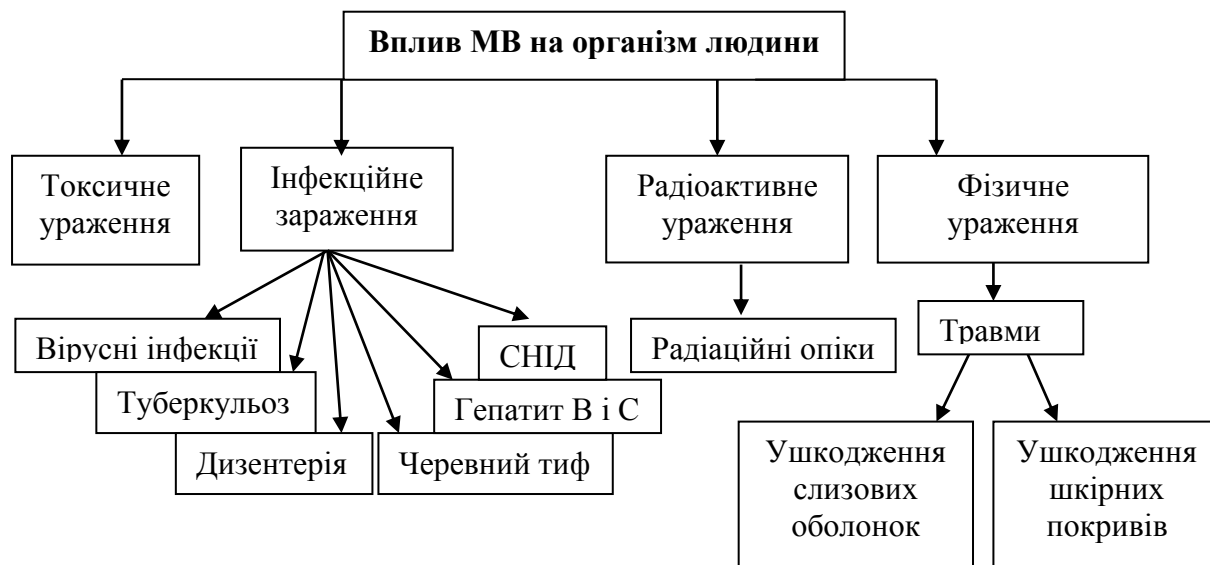 Вплив МВ на організм людини
Токсичне
ураження
Інфекційне
зараження
Радіоактивне
ураження
Фізичне
ураження
Вірусні інфекції
Туберкульоз
Дизентерія
СНІД
Гепатит В і С
Черевний тиф
Радіаційні опіки
Травми
Ушкодження
слизових
оболонок
Ушкодження
шкірних
покривів